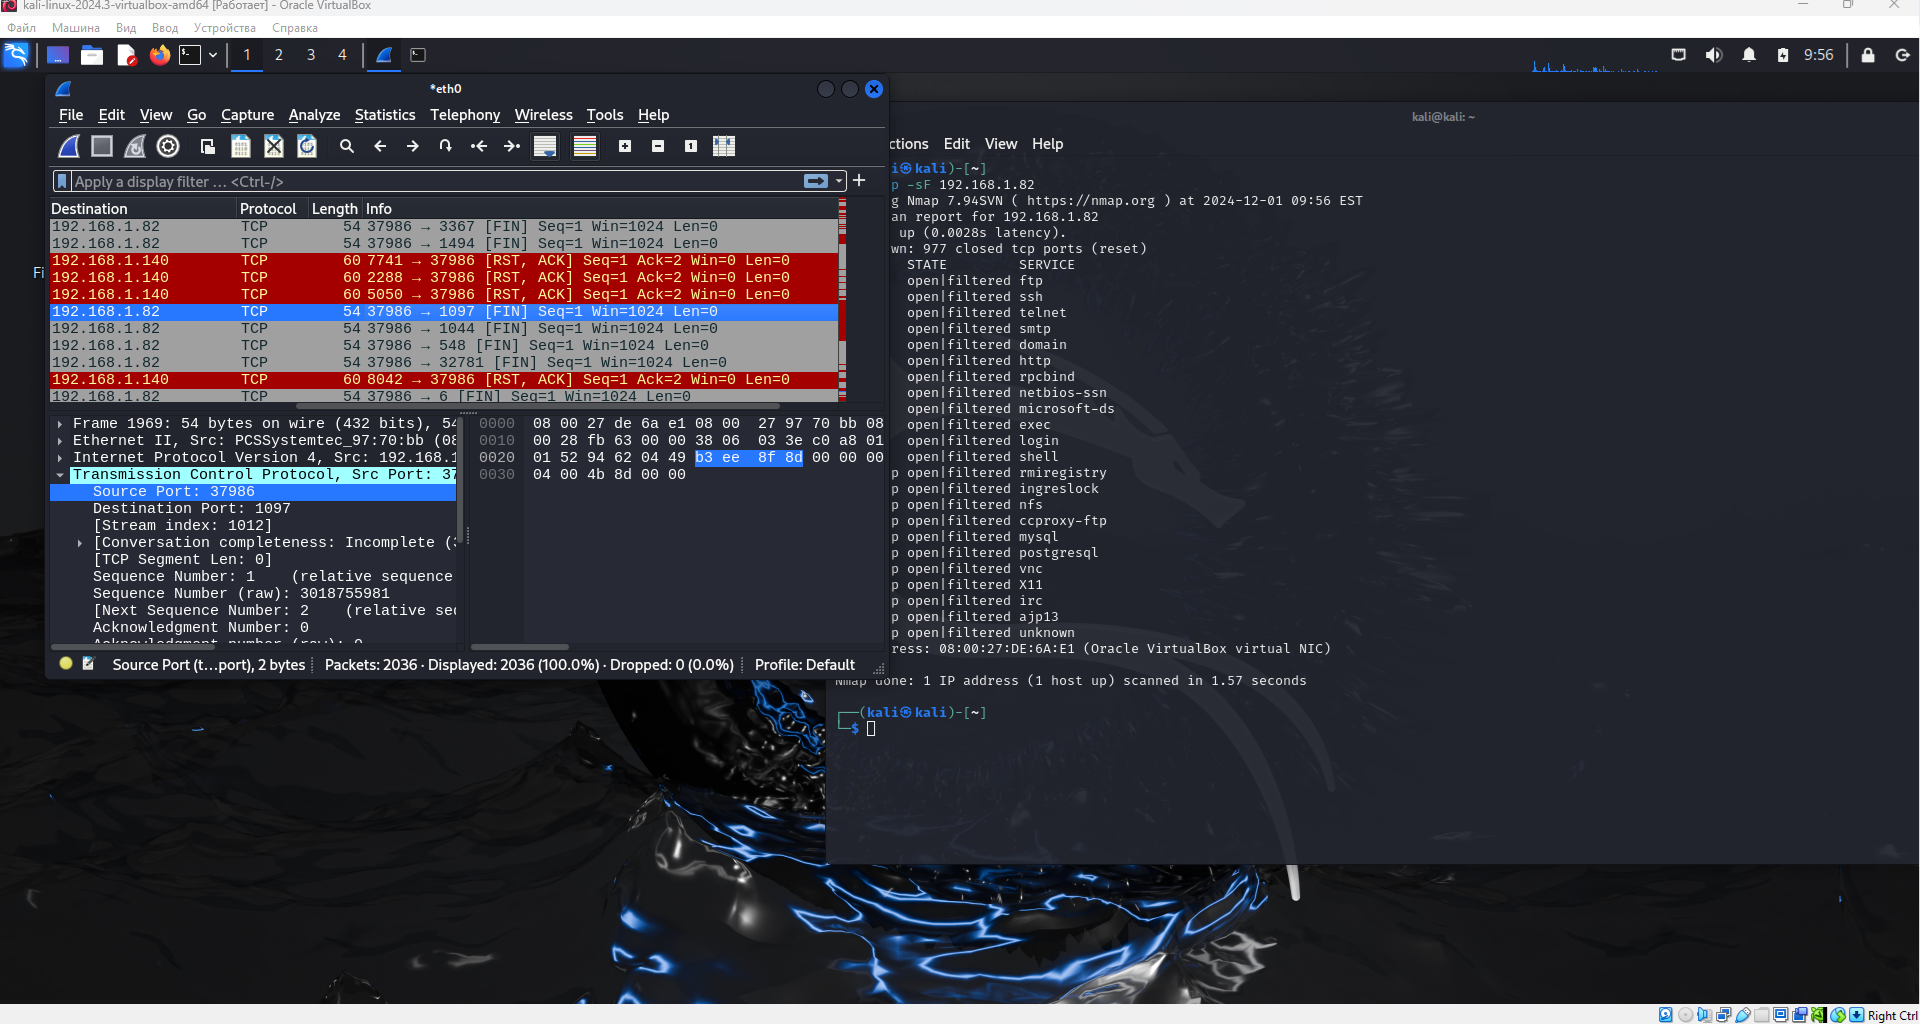 kali-linux-2024.3-virtualbox-amd64 [Работает] - Oracle VirtualBox
Файл Машина Вид Ввод Устройства Справка
1 2 3 4 9:56
*eth0
File Edit View Go Capture Analyze Statistics Telephony Wireless Tools Help
Apply a display filter … <Ctrl-/>
Destination Protocol Length Info
192.168.1.82 TCP 54 37986 → 3367 [FIN] Seq=1 Win=1024 Len=0
192.168.1.82 TCP 54 37986 → 1494 [FIN] Seq=1 Win=1024 Len=0
192.168.1.140 TCP 60 7741 → 37986 [RST, ACK] Seq=1 Ack=2 Win=0 Len=0
192.168.1.140 TCP 60 2288 → 37986 [RST, ACK] Seq=1 Ack=2 Win=0 Len=0
192.168.1.140 TCP 60 5050 → 37986 [RST, ACK] Seq=1 Ack=2 Win=0 Len=0
192.168.1.82 TCP 54 37986 → 1097 [FIN] Seq=1 Win=1024 Len=0
192.168.1.82 TCP 54 37986 → 1044 [FIN] Seq=1 Win=1024 Len=0
192.168.1.82 TCP 54 37986 → 548 [FIN] Seq=1 Win=1024 Len=0
192.168.1.82 TCP 54 37986 → 32781 [FIN] Seq=1 Win=1024 Len=0
192.168.1.140 TCP 60 8042 → 37986 [RST, ACK] Seq=1 Ack=2 Win=0 Len=0
192.168.1.82 TCP 54 37986 → 6 [FIN] Seq=1 Win=1024 Len=0
Fi
Frame 1969: 54 bytes on wire (432 bits), 54
Ethernet II, Src: PCSSystemtec_97:70:bb (08
Internet Protocol Version 4, Src: 192.168.1
Transmission Control Protocol, Src Port: 37
Source Port: 37986
Destination Port: 1097
[Stream index: 1012]
[Conversation completeness: Incomplete (
[TCP Segment Len: 0]
Sequence Number: 1 (relative sequence
Sequence Number (raw): 3018755981
[Next Sequence Number: 2 (relative seq
Acknowledgment Number: 0
Acknowledgment number (raw): 0
0000 08 00 27 de 6a e1 08 00 27 97 70 bb 08
0010 00 28 fb 63 00 00 38 06 03 3e c0 a8 01
0020 01 52 94 62 04 49 b3 ee 8f 8d 00 00 00
0030 04 00 4b 8d 00 00
Source Port (t…port), 2 bytes Packets: 2036 · Displayed: 2036 (100.0%) · Dropped: 0 (0.0%) Profile: Default
kali@kali: ~
ctions Edit View Help
i㉿kali)-[~]
p -sF 192.168.1.82
g Nmap 7.94SVN ( https://nmap.org ) at 2024-12-01 09:56 EST
an report for 192.168.1.82
up (0.0028s latency).
wn: 977 closed tcp ports (reset)
STATE SERVICE
open|filtered ftp
open|filtered ssh
open|filtered telnet
open|filtered smtp
open|filtered domain
open|filtered http
open|filtered rpcbind
open|filtered netbios-ssn
open|filtered microsoft-ds
open|filtered exec
open|filtered login
open|filtered shell
p open|filtered rmiregistry
p open|filtered ingreslock
p open|filtered nfs
p open|filtered ccproxy-ftp
p open|filtered mysql
p open|filtered postgresql
p open|filtered vnc
p open|filtered X11
p open|filtered irc
p open|filtered ajp13
p open|filtered unknown
ress: 08:00:27:DE:6A:E1 (Oracle VirtualBox virtual NIC)
Nmap done: 1 IP address (1 host up) scanned in 1.57 seconds
┌──(kali㉿kali)-[~]
└─$
Right Ctrl